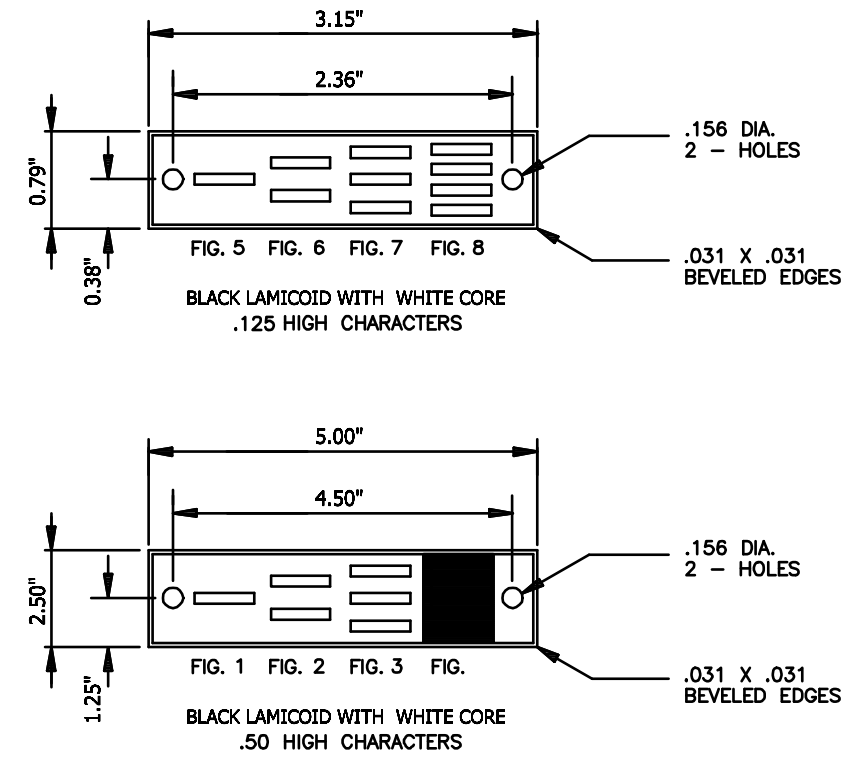 3.15"
2.36"
.156 DIA.
2 - HOLES
0.79"
0.38"
FIG. 5 FIG. 6 FIG. 7 FIG. 8
.031 X .031
BEVELED EDGES
BLACK LAMICOID WITH WHITE CORE
.125 HIGH CHARACTERS
5.00"
4.50"
.156 DIA.
2 - HOLES
2.50"
1.25"
FIG. 1 FIG. 2 FIG. 3 FIG.
.031 X .031
BEVELED EDGES
BLACK LAMICOID WITH WHITE CORE
.50 HIGH CHARACTERS